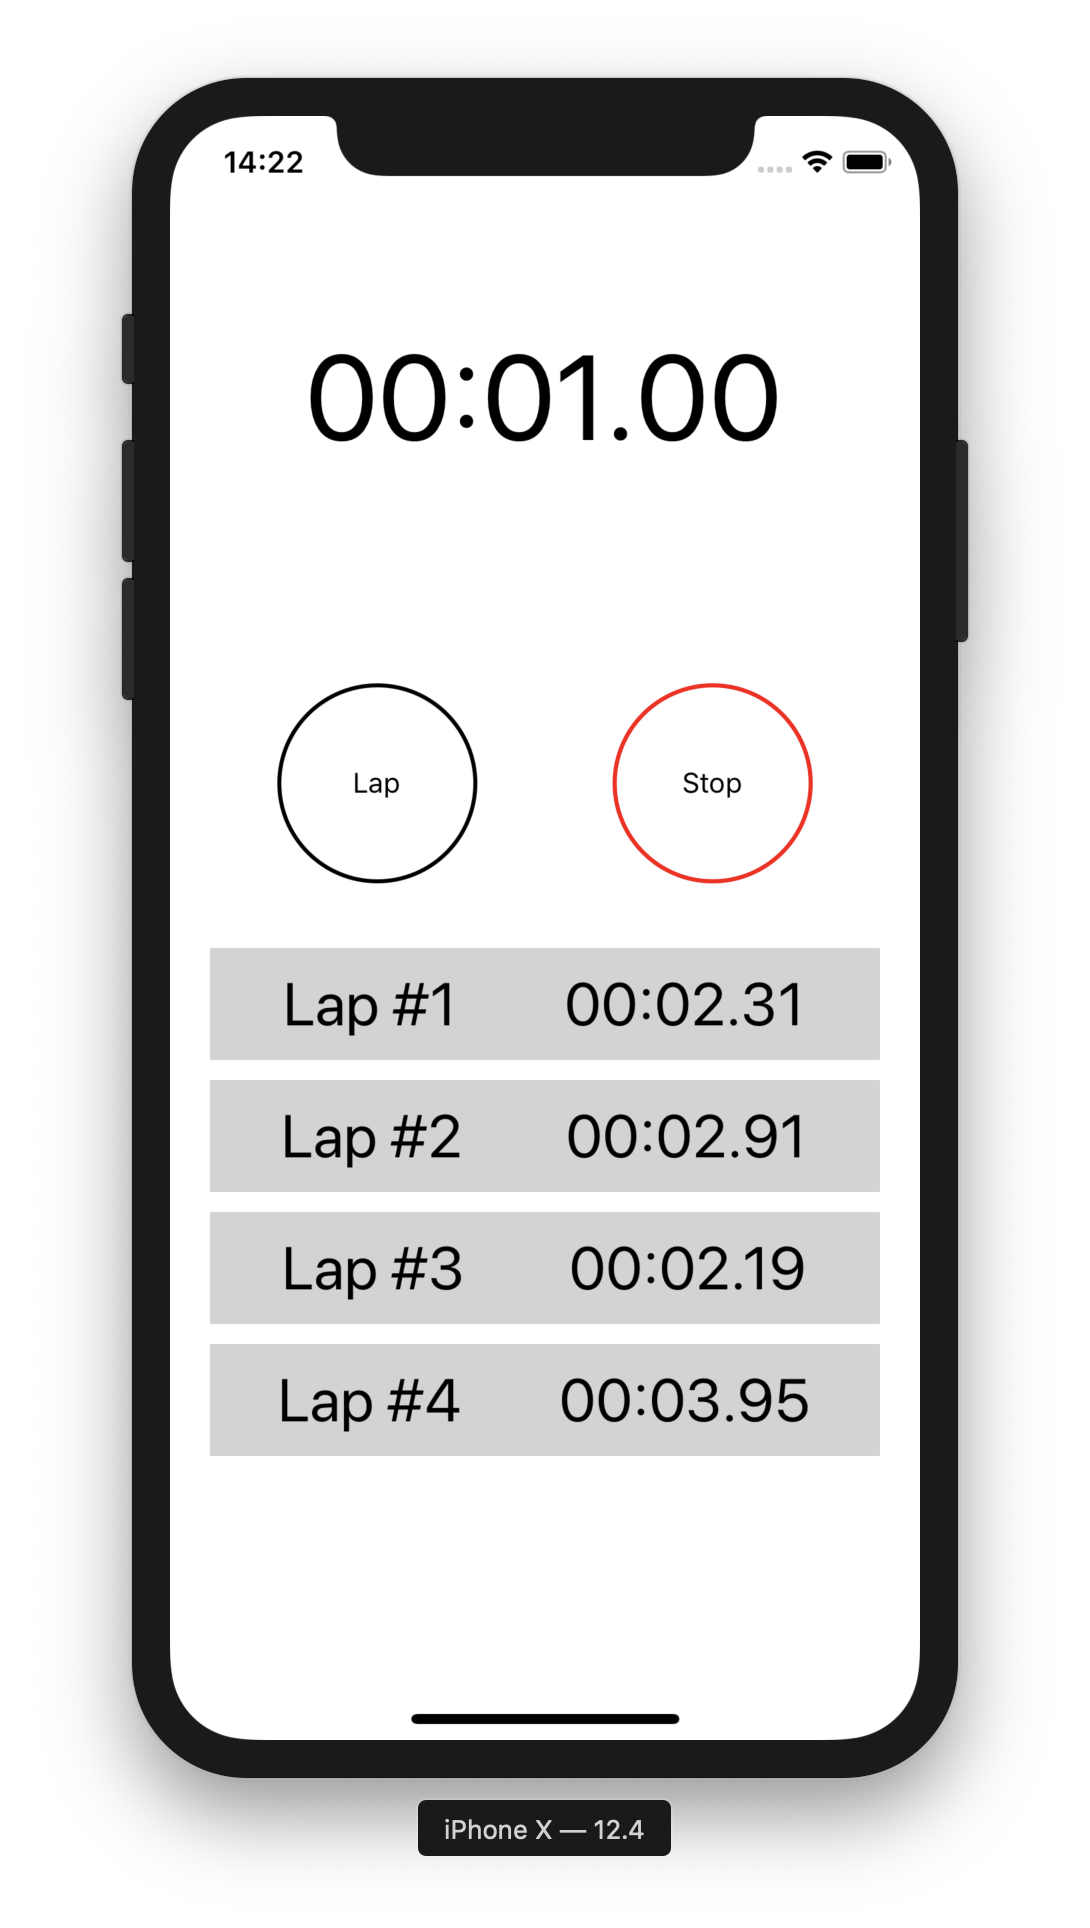 14:22
00:01.00
Lap Stop
Lap #1 00:02.31
Lap #2 00:02.91
Lap #3 00:02.19
Lap #4 00:03.95
iPhone X — 12.4